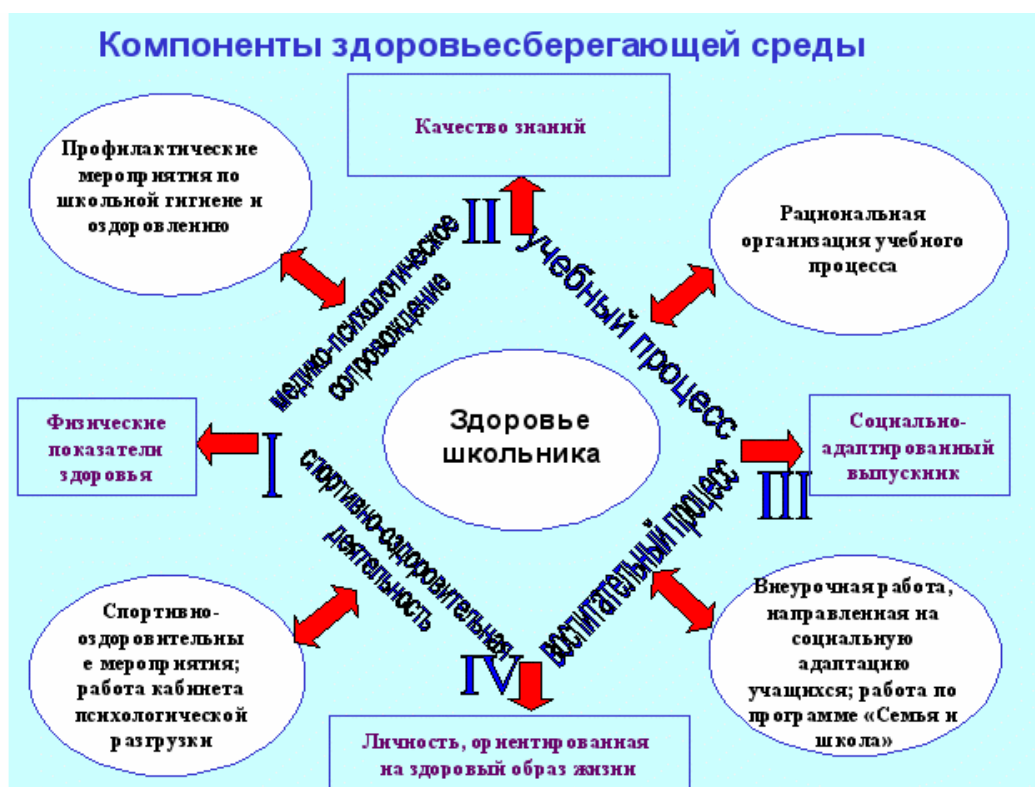 Компоненты здоровьесберегающей среды
Качество знаний
Профилактические
мероприятия по
школьной гигиене и
оздоровлению
Рациональная
организация учебного
процесса
II
медико-психологическое
сопровождение
учебный процесс
Здоровье
школьника
Физические
показатели
здоровья
I
Социально-
адаптированный
выпускник
III
спортивно-оздоровительная
деятельность
воспитательный процесс
Спортивно-
оздоровительны
е мероприятия;
работа кабинета
психологической
разгрузки
Внеурочная работа,
направленная на
социальную
адаптацию
учащихся; работа по
программе «Семья и
школа»
IV
Личность, ориентированная
на здоровый образ жизни